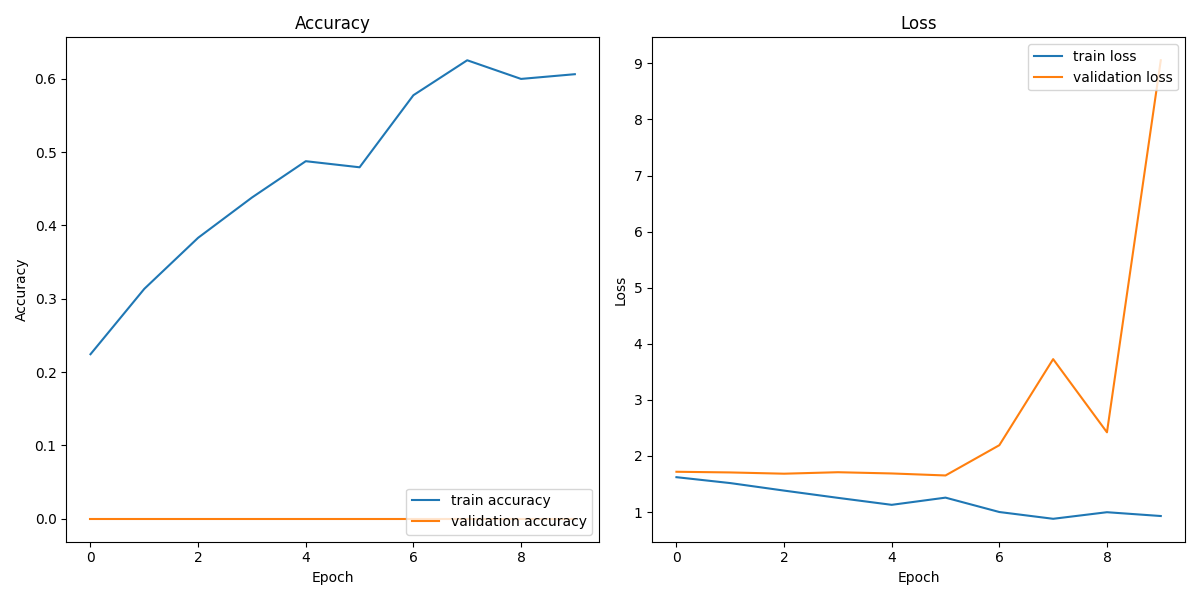 Accuracy
Loss
0.6
0.5
0.4
0.3
0.2
0.1
0.0
Accuracy
train accuracy
validation accuracy
0 2 4 6 8
Epoch
9
8
7
6
5
4
3
2
1
Loss
train loss
validation loss
0 2 4 6 8
Epoch